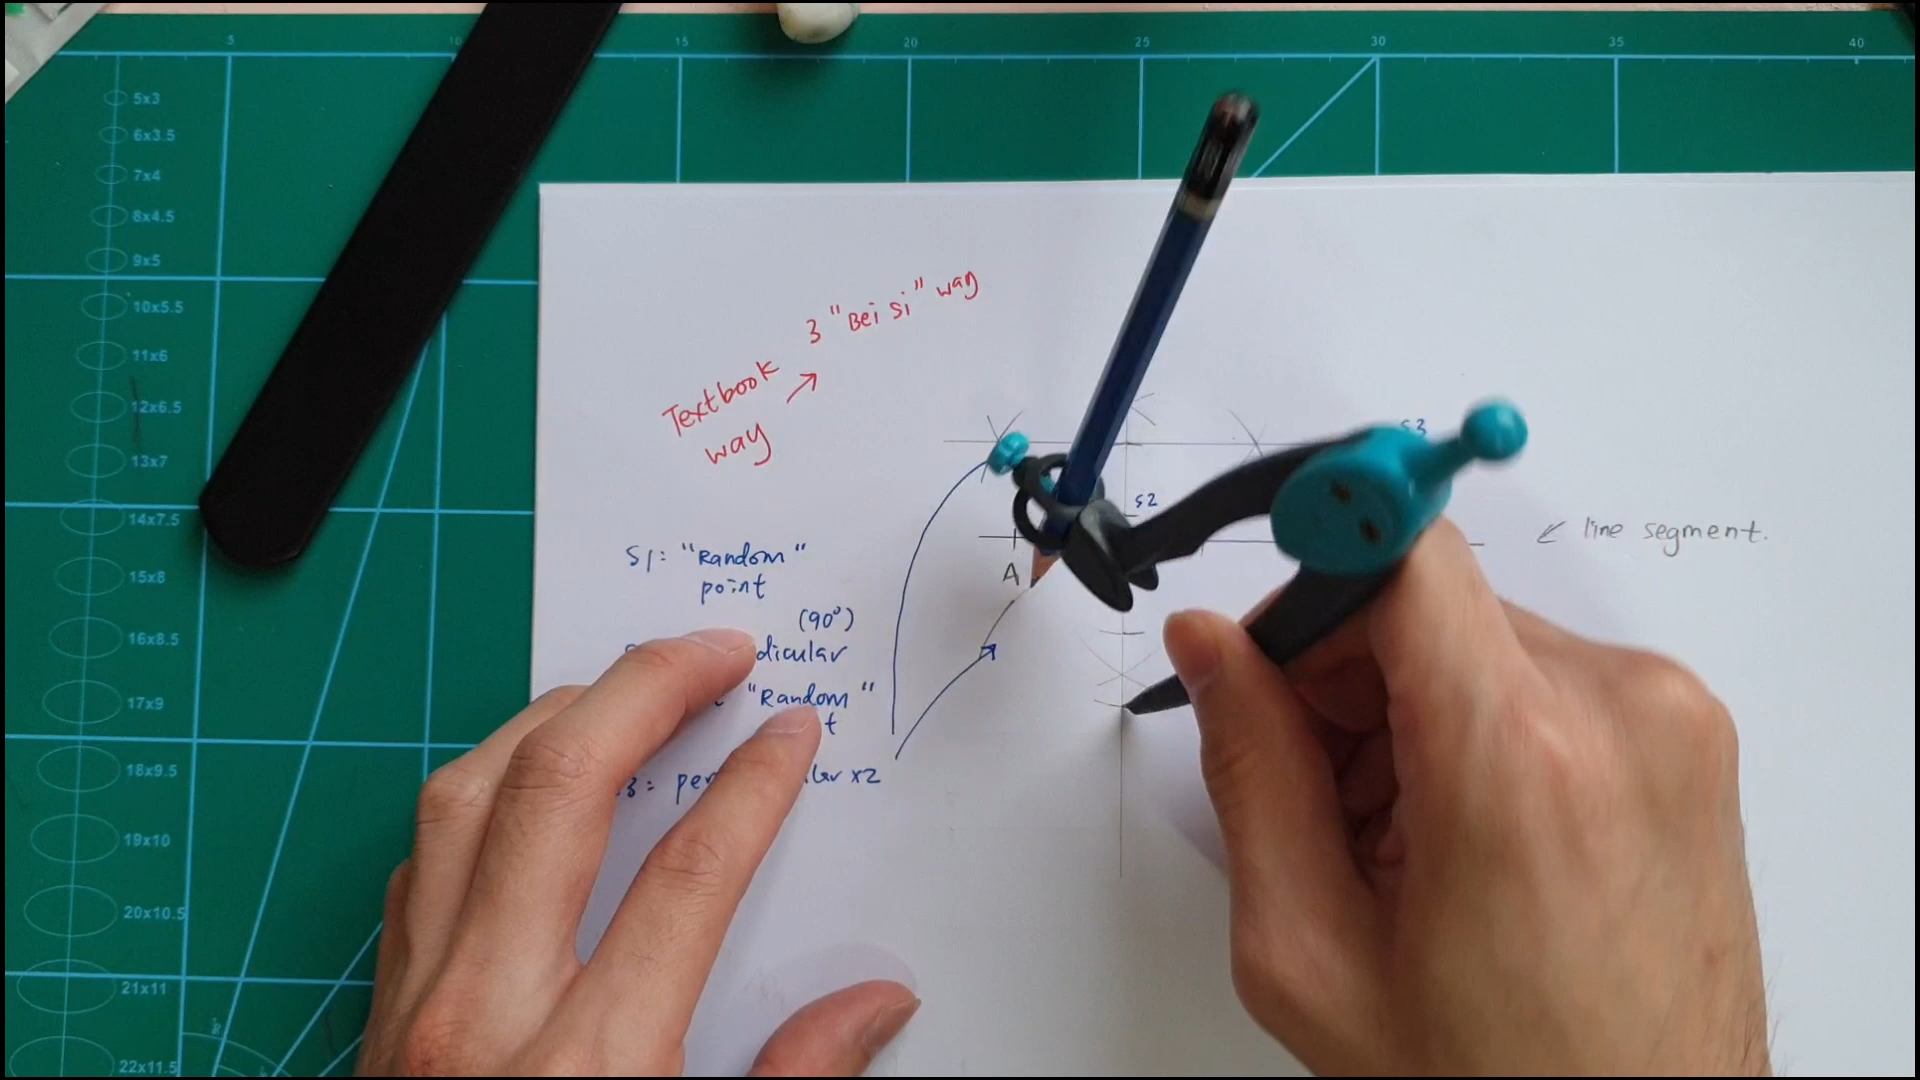 5 10 15 20 25 30 35 40
5x3
6x3.5
7x4
8x4.5
9x5
10x5.5
11x6
12x6.5
13x7
14x7.5
15x8
16x8.5
17x9
18x9.5
19x10
20x10.5
21x11
22x11.5
3 "Bei Si" way
Textbook
way
S3
S2
line segment.
A
S1: "Random"
point
(90°)
dicular
"Random"
t
3: per lar x2